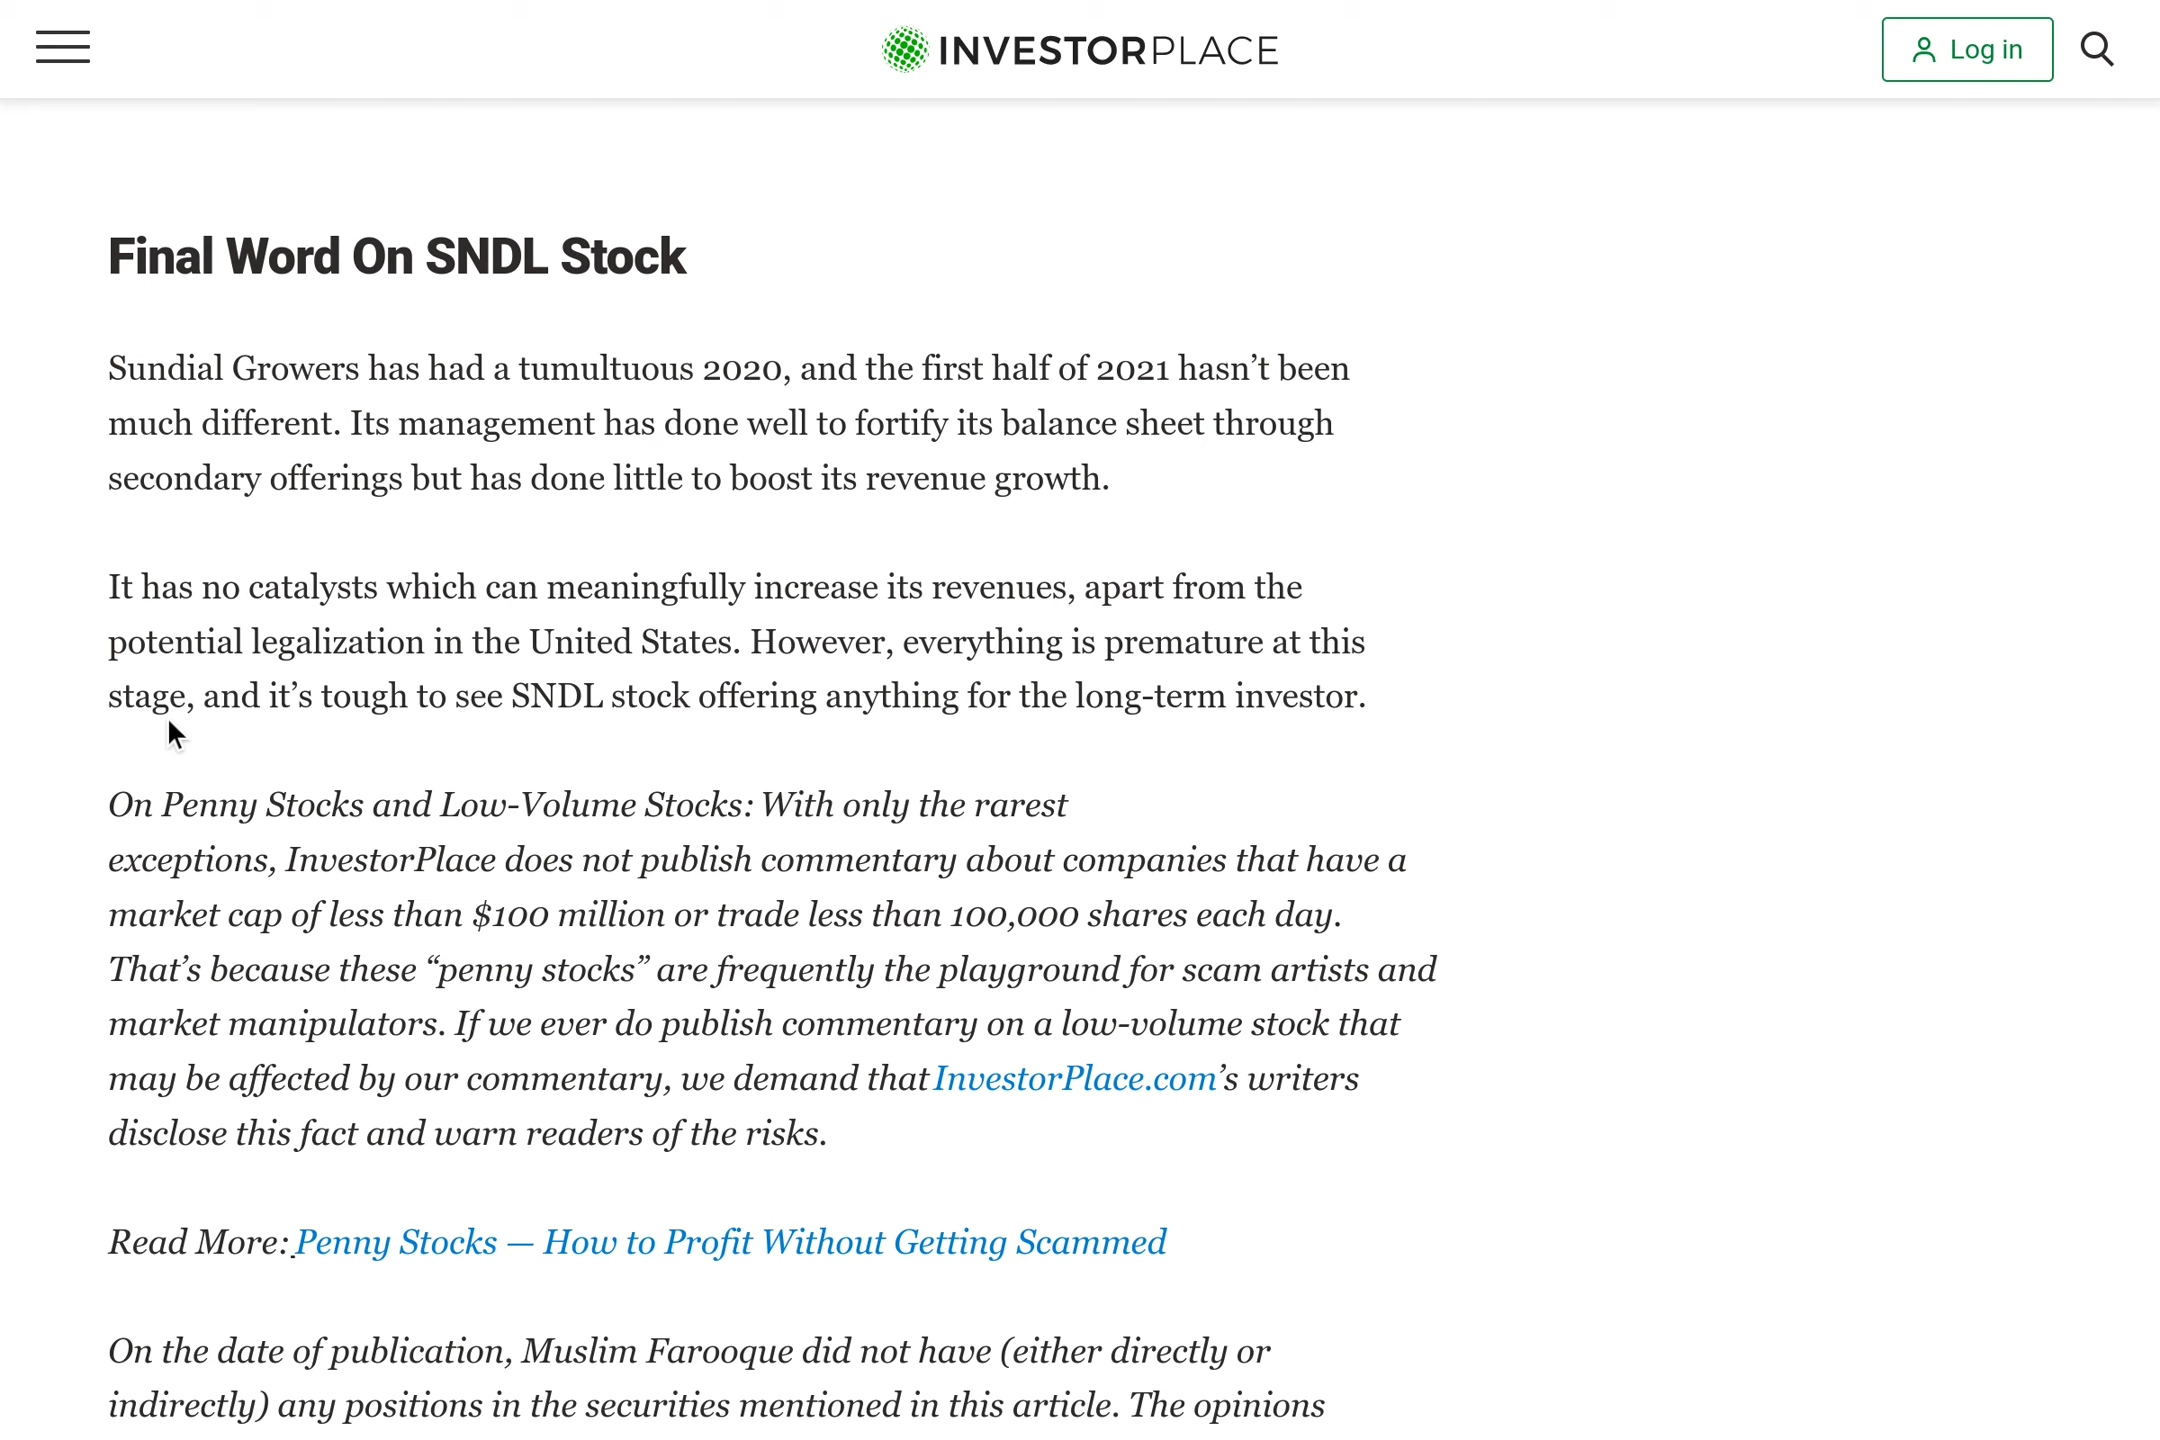 INVESTORPLACE
Log in
Final Word On SNDL Stock
Sundial Growers has had a tumultuous 2020, and the first half of 2021 hasn’t been
much different. Its management has done well to fortify its balance sheet through
secondary offerings but has done little to boost its revenue growth.
It has no catalysts which can meaningfully increase its revenues, apart from the
potential legalization in the United States. However, everything is premature at this
stage, and it’s tough to see SNDL stock offering anything for the long-term investor.
On Penny Stocks and Low-Volume Stocks: With only the rarest
exceptions, InvestorPlace does not publish commentary about companies that have a
market cap of less than $100 million or trade less than 100,000 shares each day.
That’s because these “penny stocks” are frequently the playground for scam artists and
market manipulators. If we ever do publish commentary on a low-volume stock that
may be affected by our commentary, we demand that InvestorPlace.com’s writers
disclose this fact and warn readers of the risks.
Read More: Penny Stocks — How to Profit Without Getting Scammed
On the date of publication, Muslim Farooque did not have (either directly or
indirectly) any positions in the securities mentioned in this article. The opinions